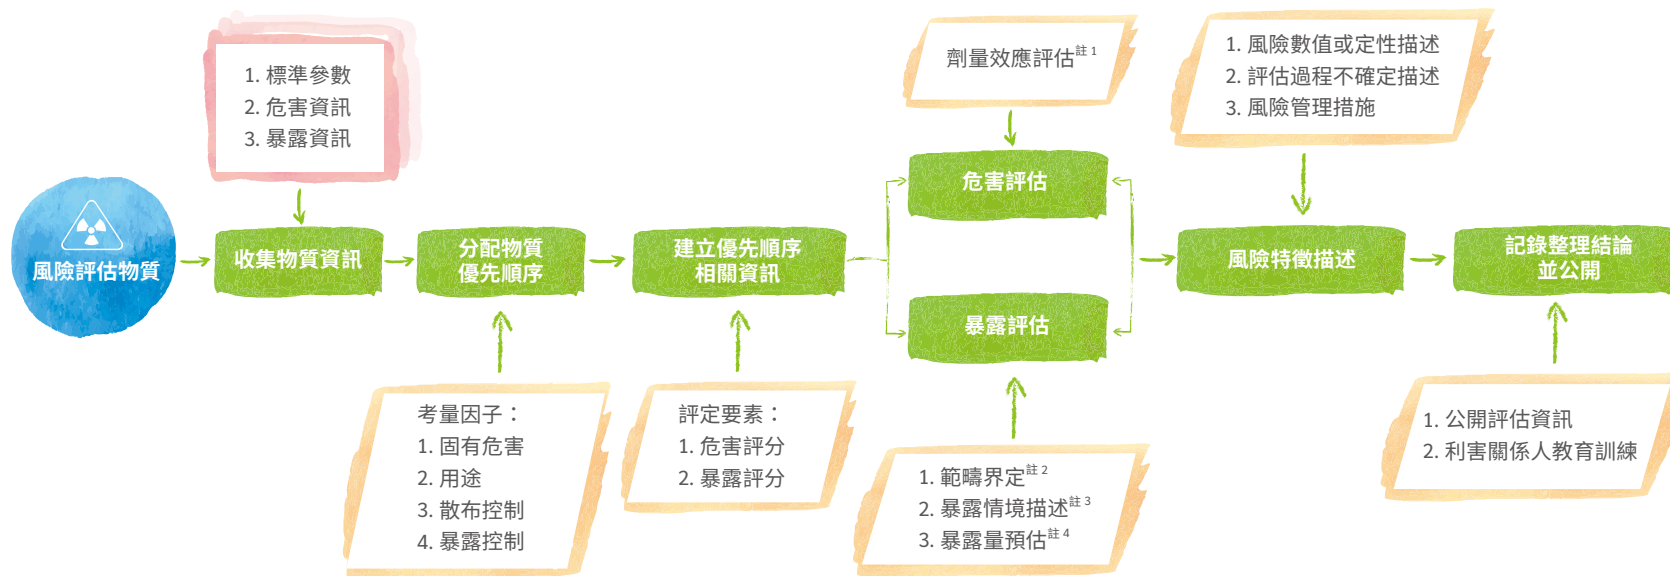 1. 標準參數
2. 危害資訊
3. 暴露資訊
風險評估物質
收集物質資訊
分配物質
優先順序
考量因子：
1. 固有危害
2. 用途
3. 散布控制
4. 暴露控制
建立優先順序
相關資訊
評定要素：
1. 危害評分
2. 暴露評分
劑量效應評估註 1
危害評估
暴露評估
1. 範疇界定註 2
2. 暴露情境描述註 3
3. 暴露量預估註 4
1. 風險數值或定性描述
2. 評估過程不確定描述
3. 風險管理措施
風險特徵描述
記錄整理結論
並公開
1. 公開評估資訊
2. 利害關係人教育訓練